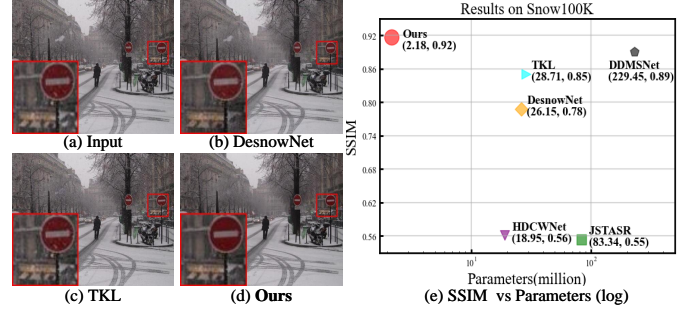 (a) Input
(b) DesnowNet
(c) TKL
(d) Ours
Results on Snow100K
SSIM
0.92
0.86
0.80
0.74
0.68
0.62
0.56
Ours
(2.18, 0.92)
TKL
(28.71, 0.85)
DDMSNet
(229.45, 0.89)
DesnowNet
(26.15, 0.78)
HDCWNet
(18.95, 0.56)
JSTASR
(83.34, 0.55)
10¹
10²
Parameters(million)
(e) SSIM vs Parameters (log)